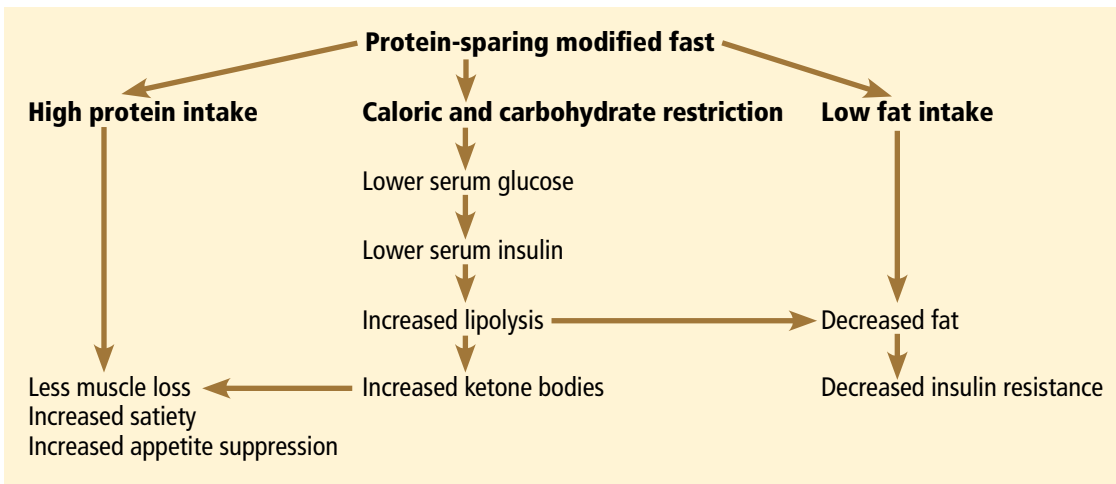 Protein-sparing modified fast
High protein intake
Caloric and carbohydrate restriction
Low fat intake
Lower serum glucose
Lower serum insulin
Increased lipolysis
Decreased fat
Less muscle loss
Increased satiety
Increased appetite suppression
Increased ketone bodies
Decreased insulin resistance